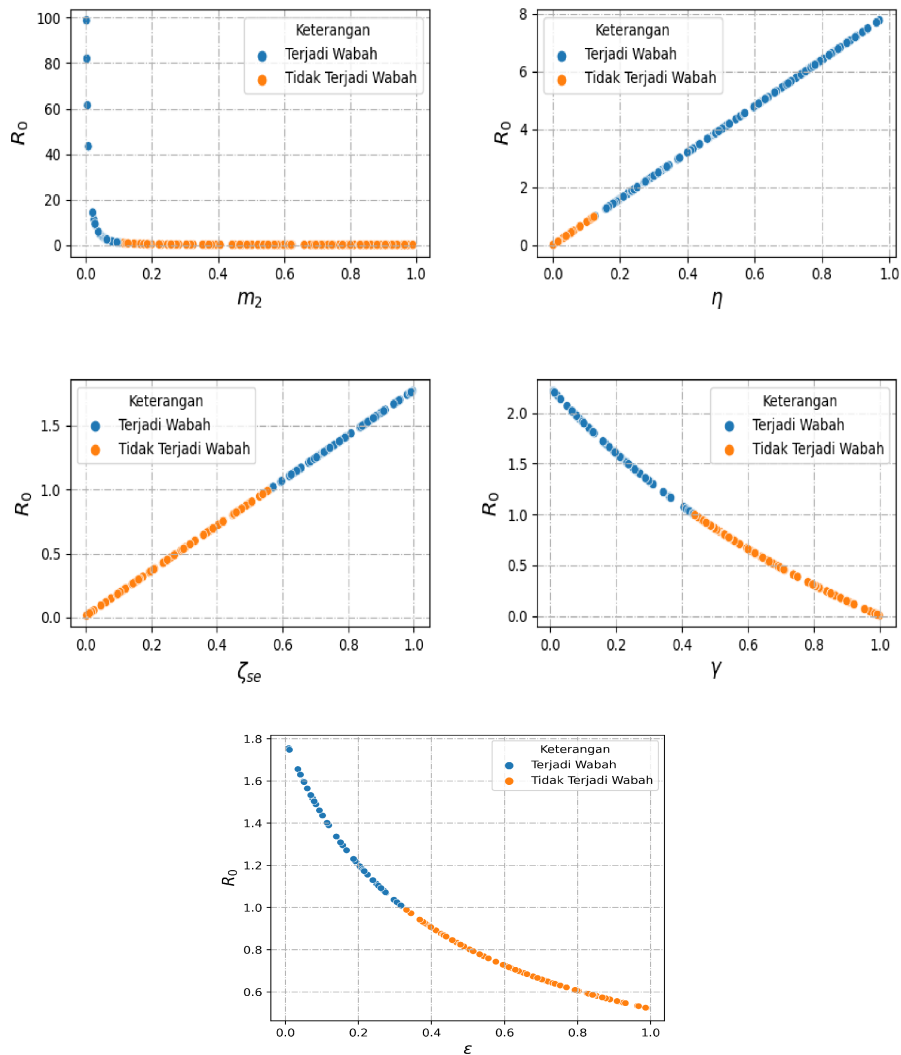 R0
100
80
60
40
20
0
Keterangan
Terjadi Wabah
Tidak Terjadi Wabah
0.0 0.2 0.4 0.6 0.8 1.0
m2
R0
8
6
4
2
0
Keterangan
Terjadi Wabah
Tidak Terjadi Wabah
0.0 0.2 0.4 0.6 0.8 1.0
η
R0
1.5
1.0
0.5
0.0
Keterangan
Terjadi Wabah
Tidak Terjadi Wabah
0.0 0.2 0.4 0.6 0.8 1.0
ζse
R0
2.0
1.5
1.0
0.5
0.0
Keterangan
Terjadi Wabah
Tidak Terjadi Wabah
0.0 0.2 0.4 0.6 0.8 1.0
γ
R0
1.8
1.6
1.4
1.2
1.0
0.8
0.6
Keterangan
Terjadi Wabah
Tidak Terjadi Wabah
0.0 0.2 0.4 0.6 0.8 1.0
ε